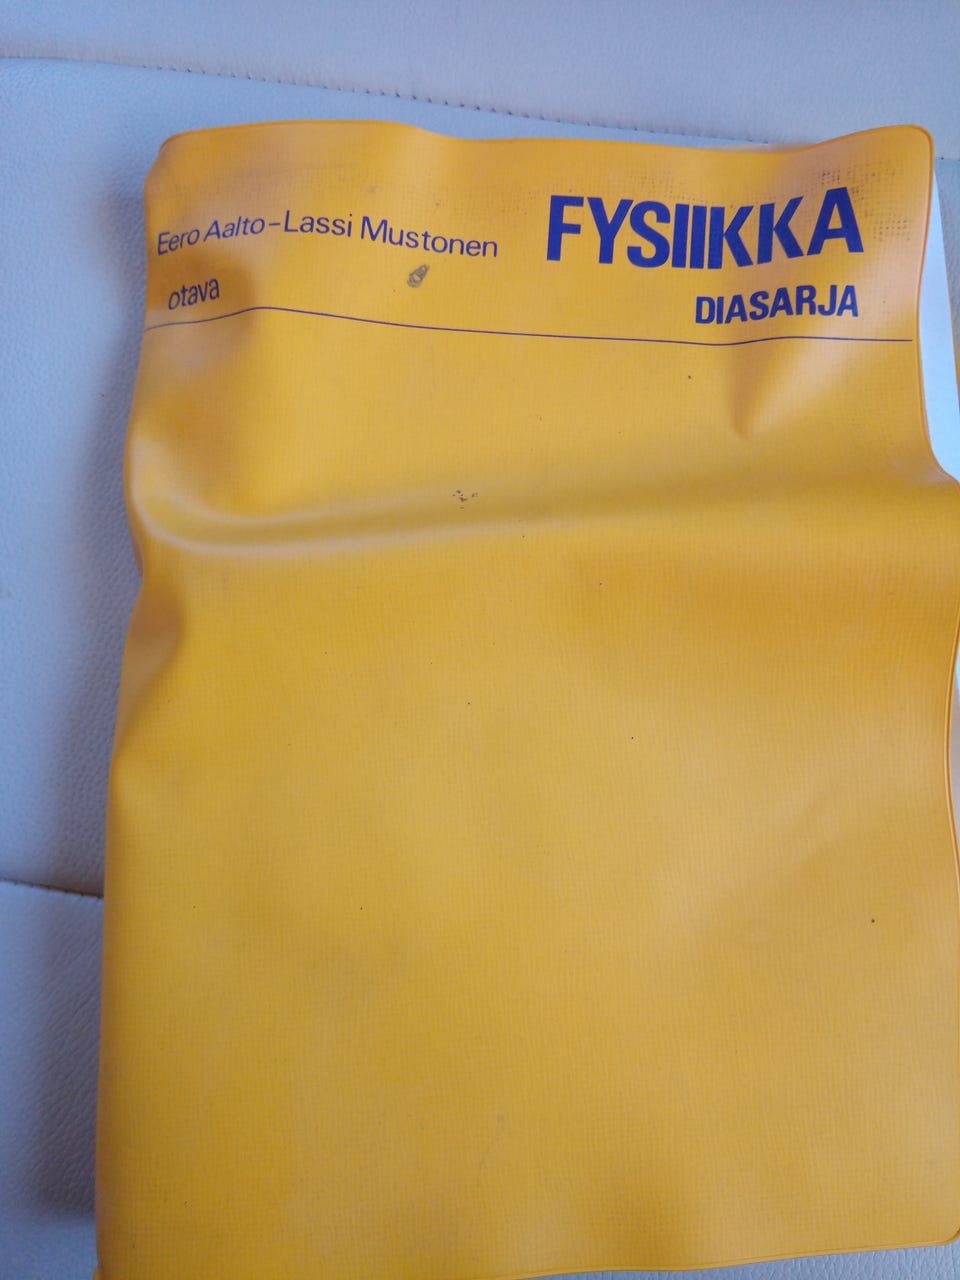 Eero Aalto-Lassi Mustonen
otava
FYSIIKKA
DIASARJA